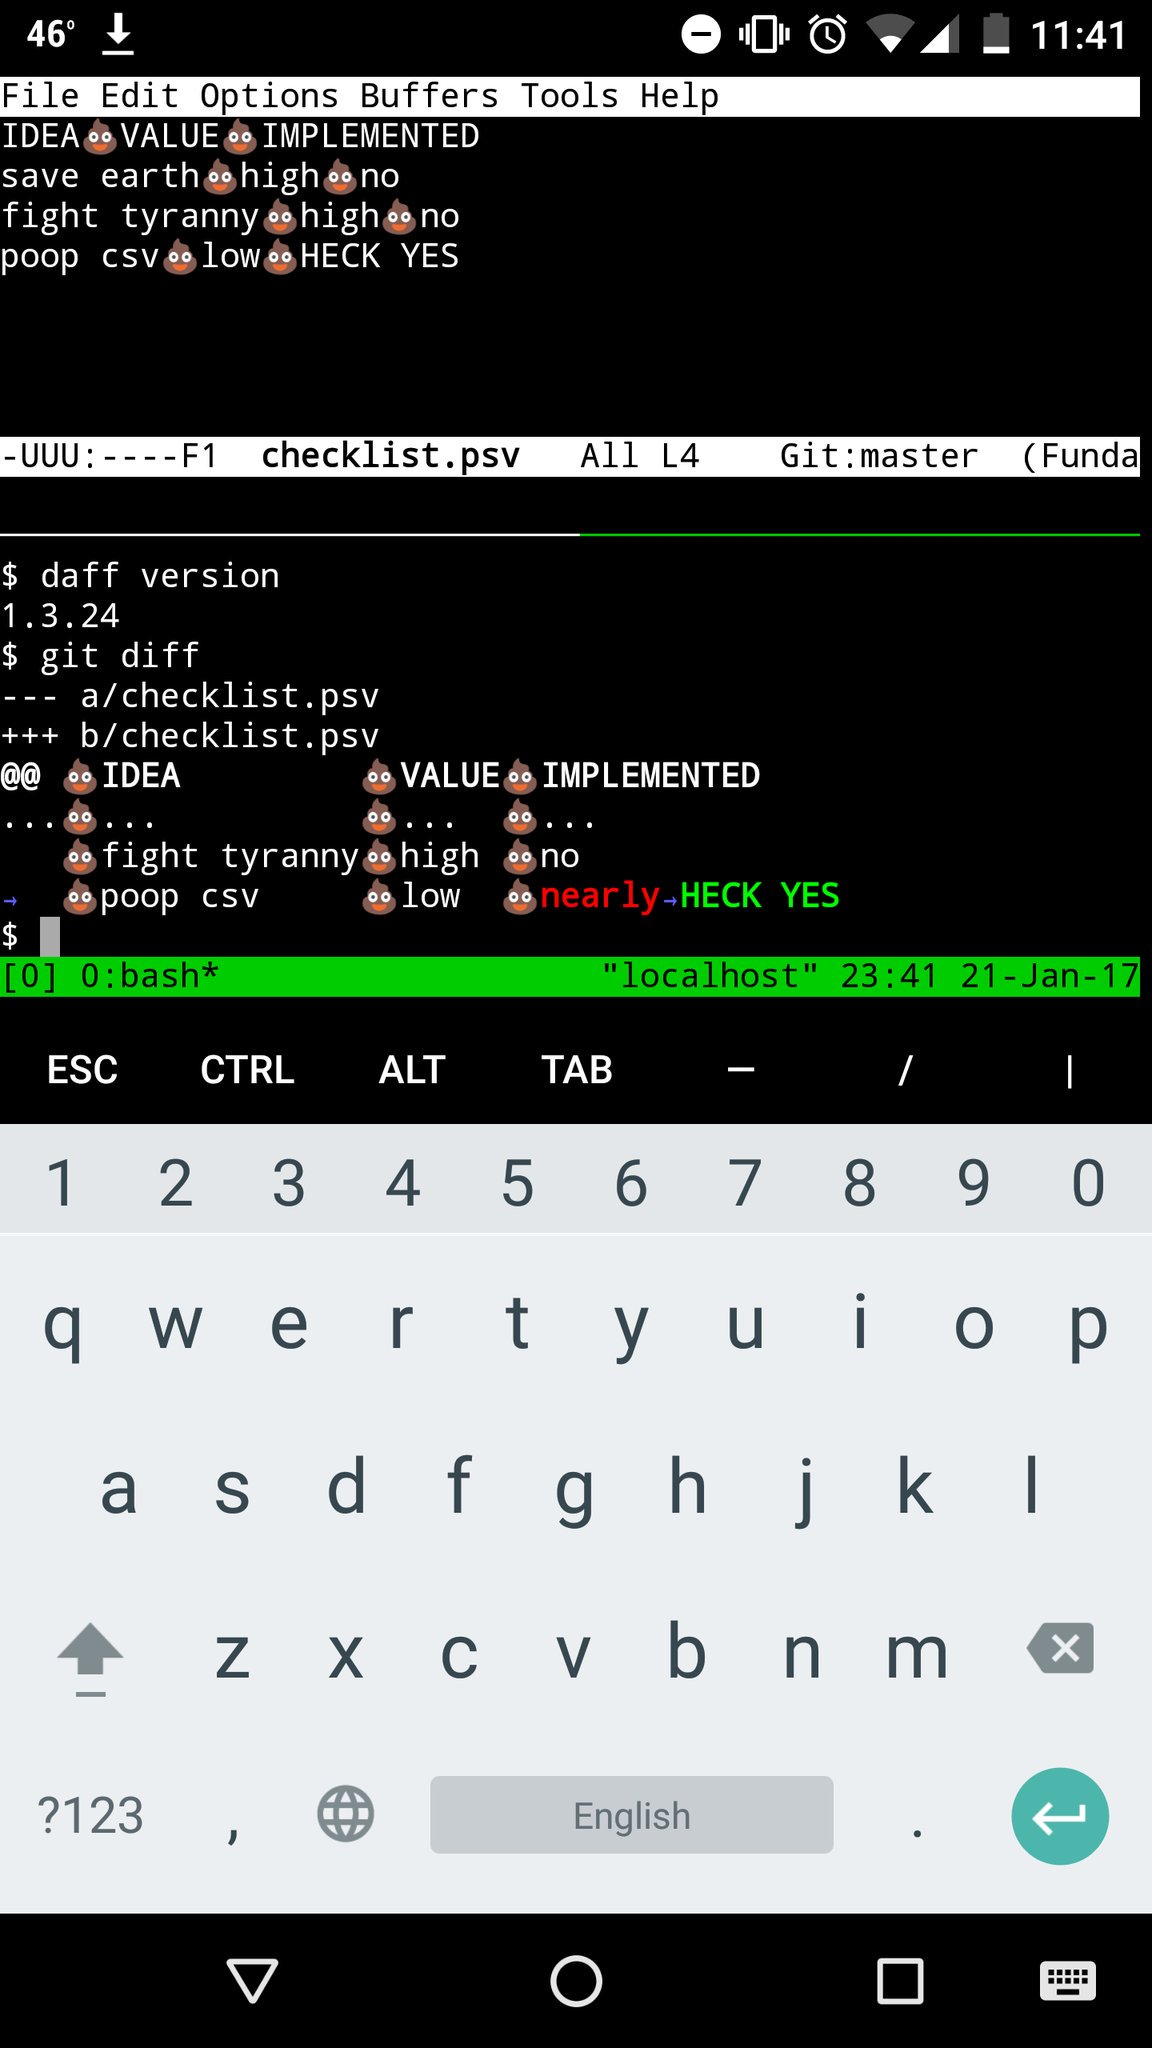 46° 11:41
File Edit Options Buffers Tools Help
IDEA💩VALUE💩IMPLEMENTED
save earth💩high💩no
fight tyranny💩high💩no
poop csv💩low💩HECK YES
-UUU:----F1  checklist.psv   All L4    Git:master  (Funda
$ daff version
1.3.24
$ git diff
--- a/checklist.psv
+++ b/checklist.psv
@@ 💩IDEA         💩VALUE💩IMPLEMENTED
...💩...          💩...  💩...
   💩fight tyranny💩high 💩no
→  💩poop csv     💩low  💩nearly→HECK YES
$
[0] 0:bash*                   "localhost" 23:41 21-Jan-17
ESC CTRL ALT TAB — / |
1 2 3 4 5 6 7 8 9 0
q w e r t y u i o p
a s d f g h j k l
z x c v b n m
?123 , English .